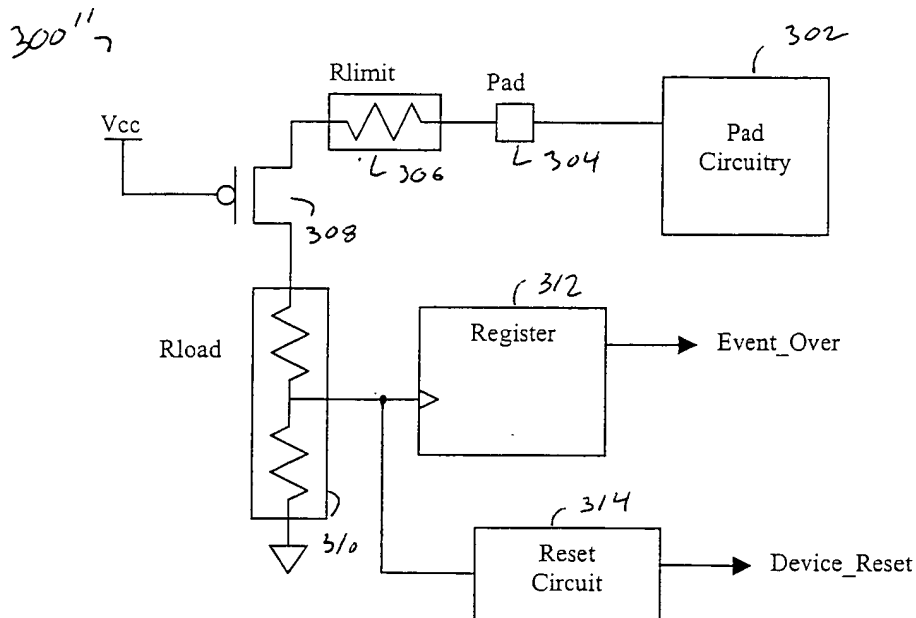 300"
302
Rlimit
Pad
Vcc
Pad
Circuitry
306
304
308
312
Register
Event_Over
Rload
314
310
Reset
Circuit
Device_Reset